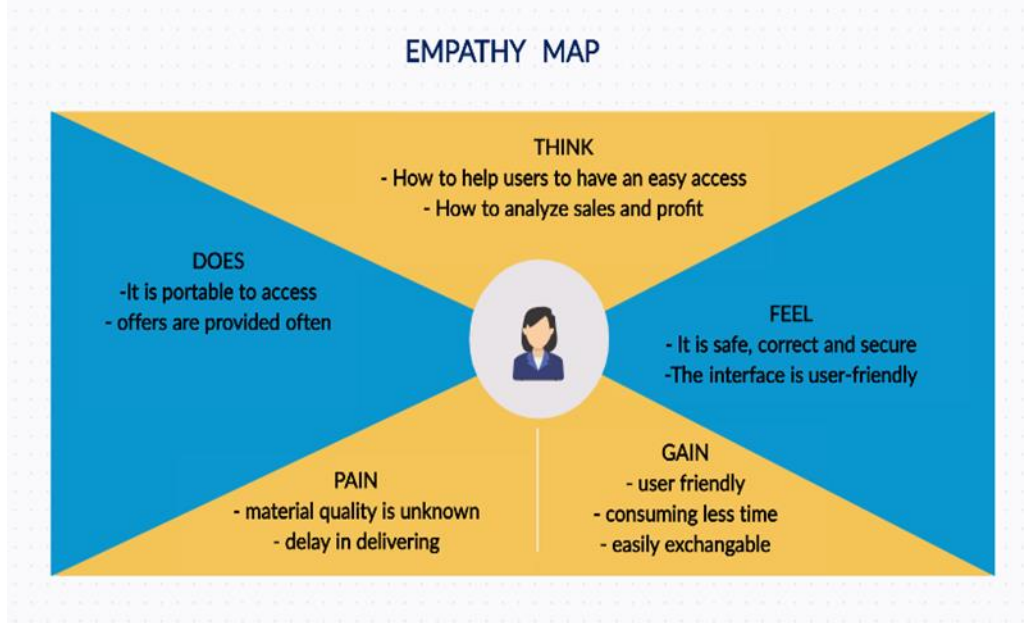 EMPATHY MAP
THINK
- How to help users to have an easy access
- How to analyze sales and profit
DOES
-It is portable to access
- offers are provided often
FEEL
- It is safe, correct and secure
-The interface is user-friendly
PAIN
- material quality is unknown
- delay in delivering
GAIN
- user friendly
- consuming less time
- easily exchangable